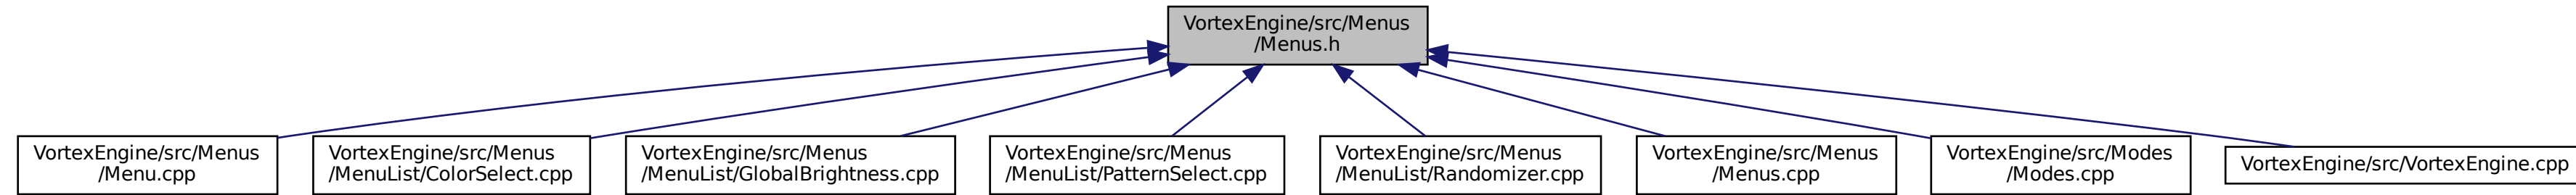 VortexEngine/src/Menus
/Menus.h
VortexEngine/src/Menus
/Menu.cpp
VortexEngine/src/Menus
/MenuList/ColorSelect.cpp
VortexEngine/src/Menus
/MenuList/GlobalBrightness.cpp
VortexEngine/src/Menus
/MenuList/PatternSelect.cpp
VortexEngine/src/Menus
/MenuList/Randomizer.cpp
VortexEngine/src/Menus
/Menus.cpp
VortexEngine/src/Modes
/Modes.cpp
VortexEngine/src/VortexEngine.cpp